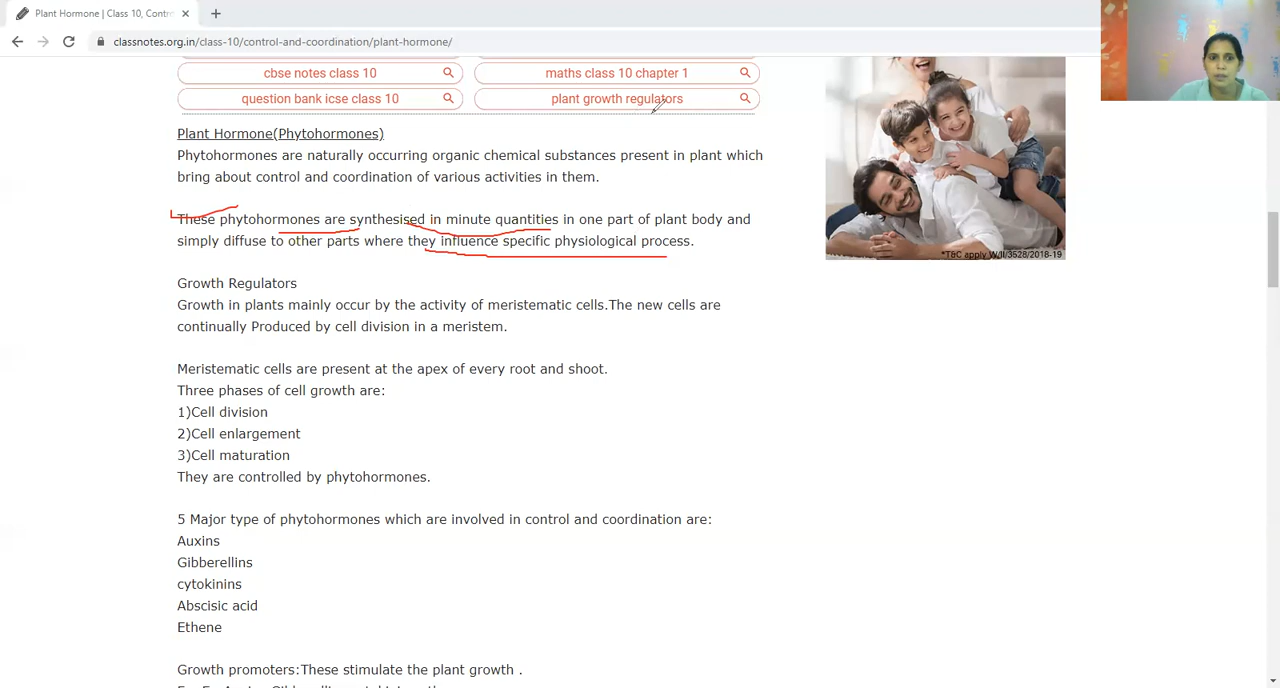 Plant Hormone | Class 10, Contr
classnotes.org.in/class-10/control-and-coordination/plant-hormone/
cbse notes class 10
maths class 10 chapter 1
question bank icse class 10
plant growth regulators
*T&C apply W/II/3528/2018-19
Plant Hormone(Phytohormones)
Phytohormones are naturally occurring organic chemical substances present in plant which
bring about control and coordination of various activities in them.
These phytohormones are synthesised in minute quantities in one part of plant body and
simply diffuse to other parts where they influence specific physiological process.
Growth Regulators
Growth in plants mainly occur by the activity of meristematic cells.The new cells are
continually Produced by cell division in a meristem.
Meristematic cells are present at the apex of every root and shoot.
Three phases of cell growth are:
1)Cell division
2)Cell enlargement
3)Cell maturation
They are controlled by phytohormones.
5 Major type of phytohormones which are involved in control and coordination are:
Auxins
Gibberellins
cytokinins
Abscisic acid
Ethene
Growth promoters:These stimulate the plant growth .